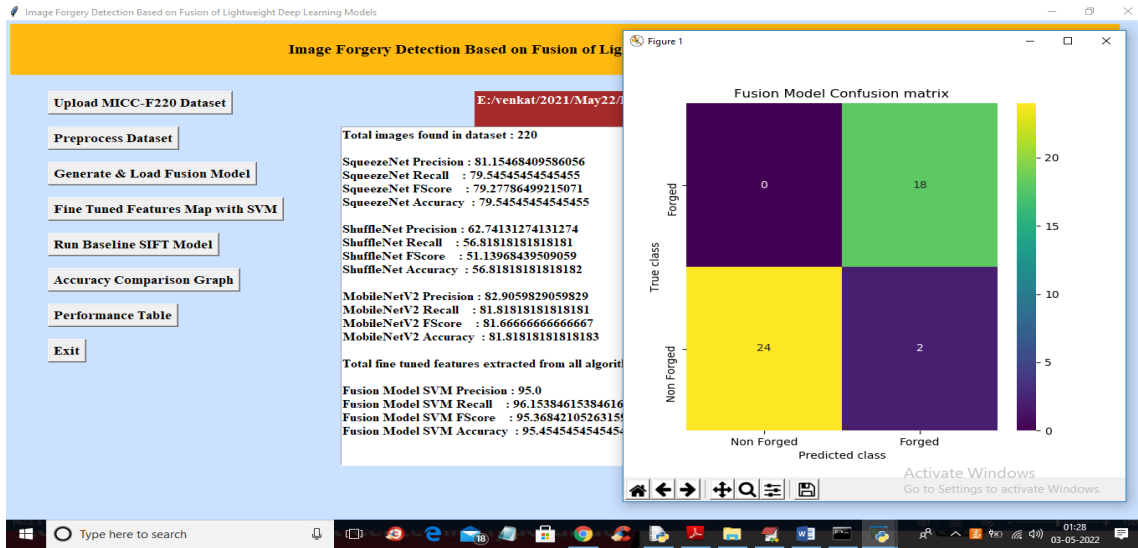 Image Forgery Detection Based on Fusion of Lightweight Deep Learning Models
Image Forgery Detection Based on Fusion of Lig
Upload MICC-F220 Dataset
Preprocess Dataset
Generate & Load Fusion Model
Fine Tuned Features Map with SVM
Run Baseline SIFT Model
Accuracy Comparison Graph
Performance Table
Exit
E:/venkat/2021/May22/
Total images found in dataset : 220
SqueezeNet Precision : 81.15468409586056
SqueezeNet Recall : 79.54545454545455
SqueezeNet FScore : 79.27786499215071
SqueezeNet Accuracy : 79.54545454545455
ShuffleNet Precision : 62.74131274131274
ShuffleNet Recall : 56.81818181818181
ShuffleNet FScore : 51.13968439509059
ShuffleNet Accuracy : 56.81818181818182
MobileNetV2 Precision : 82.9059829059829
MobileNetV2 Recall : 81.81818181818181
MobileNetV2 FScore : 81.66666666666667
MobileNetV2 Accuracy : 81.81818181818183
Total fine tuned features extracted from all algorit
Fusion Model SVM Precision : 95.0
Fusion Model SVM Recall : 96.15384615384616
Fusion Model SVM FScore : 95.36842105263159
Fusion Model SVM Accuracy : 95.4545454545454
Figure 1
Fusion Model Confusion matrix
True class
Forged
Non Forged
0
18
24
2
Non Forged
Forged
Predicted class
20
15
10
5
0
Activate Windows
Go to Settings to activate Windows.
Type here to search
18
01:28
03-05-2022